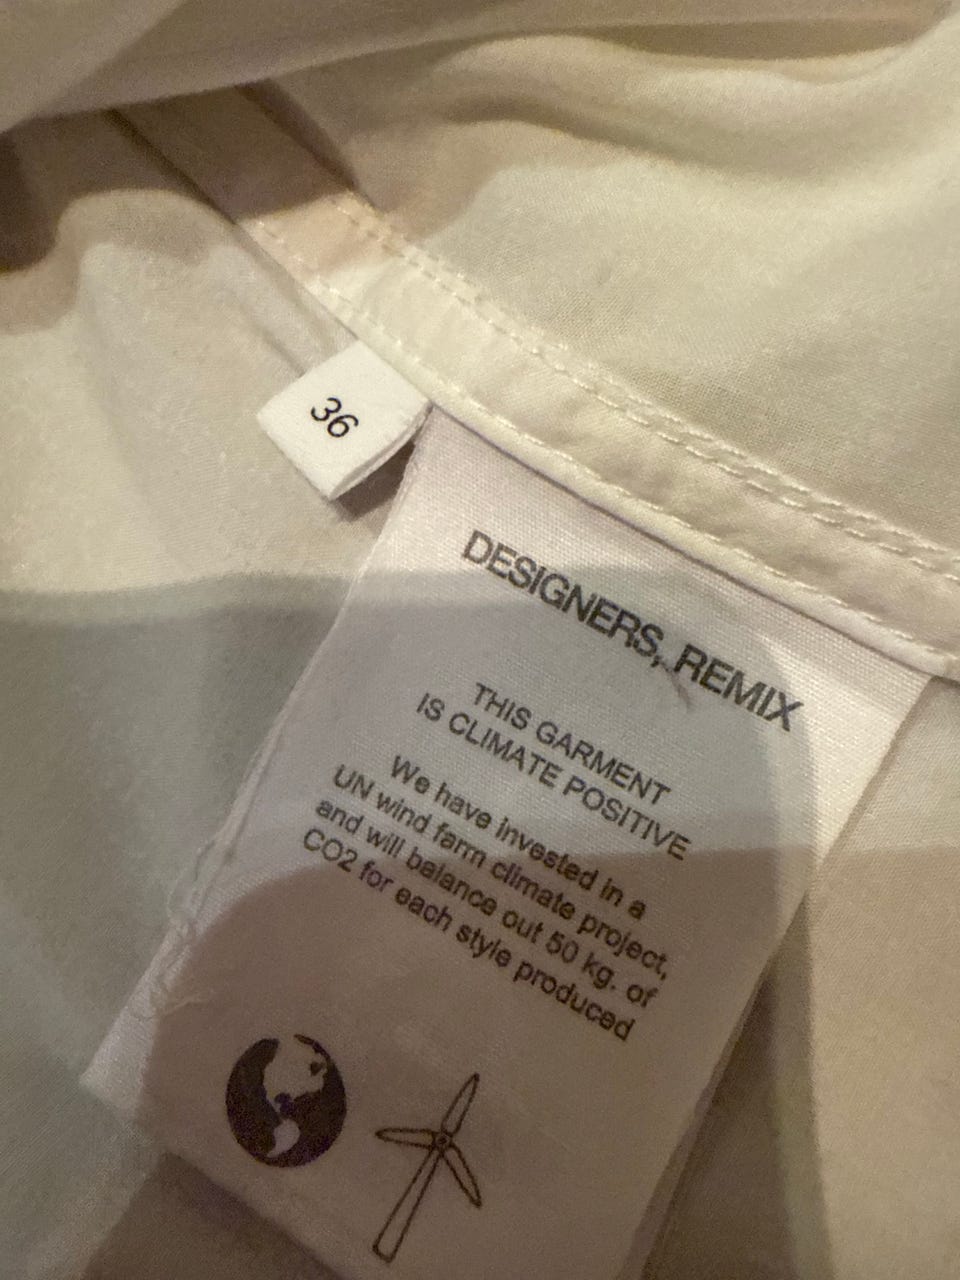 36
DESIGNERS, REMIX
THIS GARMENT
IS CLIMATE POSITIVE
We have invested in a
UN wind farm climate project,
and will balance out 50 kg. of
CO2 for each style produced